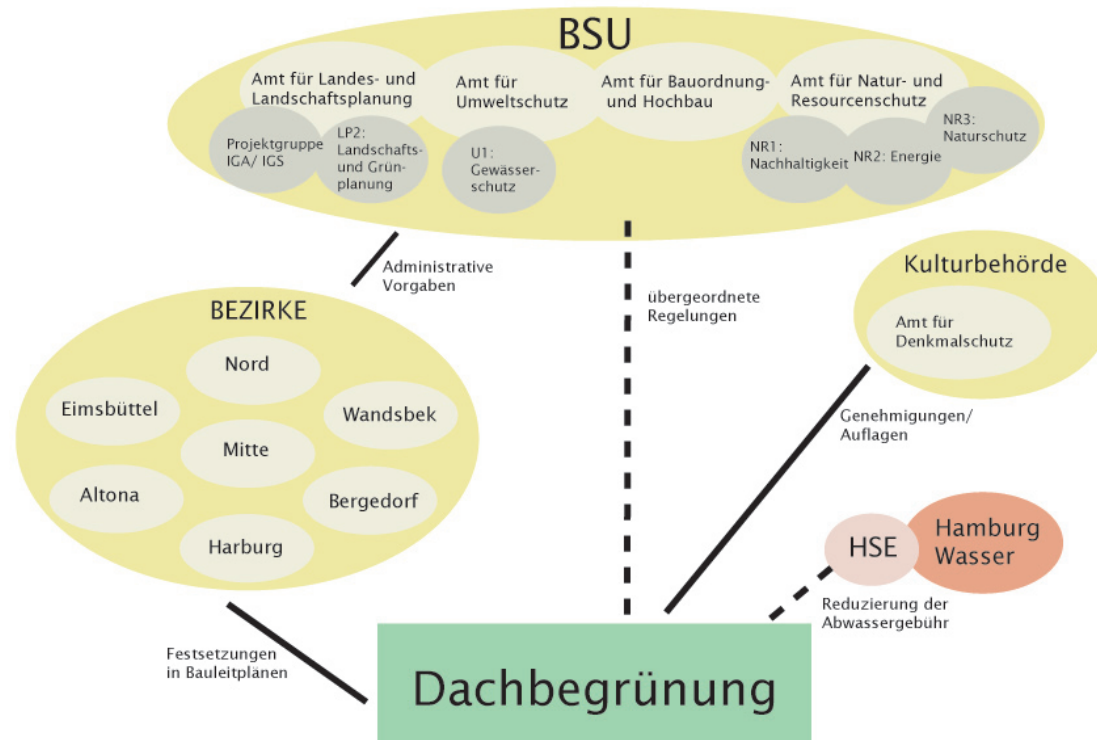 BSU
Amt für Landes- und
Landschaftsplanung
Amt für
Umweltschutz
Amt für Bauordnung-
und Hochbau
Amt für Natur- und
Resourcenschutz
Projektgruppe
IGA/ IGS
LP2:
Landschafts-
und Grün-
planung
U1:
Gewässer-
schutz
NR1:
Nachhaltigkeit
NR2: Energie
NR3:
Naturschutz
Administrative
Vorgaben
übergeordnete
Regelungen
Kulturbehörde
Amt für
Denkmalschutz
BEZIRKE
Nord
Eimsbüttel
Wandsbek
Mitte
Altona
Bergedorf
Harburg
Genehmigungen/
Auflagen
HSE
Hamburg
Wasser
Reduzierung der
Abwassergebühr
Festsetzungen
in Bauleitplänen
Dachbegrünung